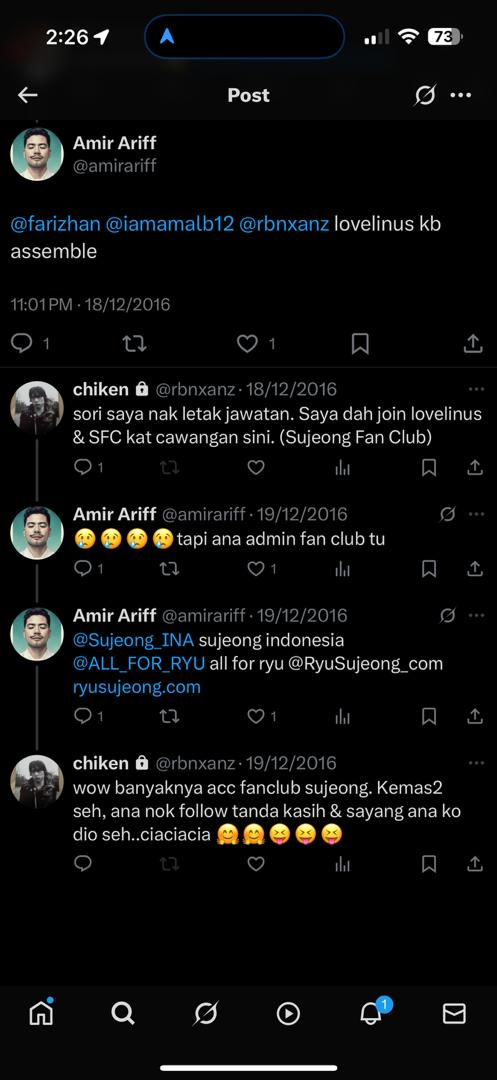 2:26
73
Post
Amir Ariff
@amirariff
@farizhan @iamamalb12 @rbnxanz lovelinus kb
assemble
11:01 PM · 18/12/2016
1
1
chiken 🔒 @rbnxanz · 18/12/2016
sori saya nak letak jawatan. Saya dah join lovelinus
& SFC kat cawangan sini. (Sujeong Fan Club)
1
Amir Ariff @amirariff · 19/12/2016
😢😢😢😢 tapi ana admin fan club tu
1
1
Amir Ariff @amirariff · 19/12/2016
@Sujeong_INA sujeong indonesia
@ALL_FOR_RYU all for ryu @RyuSujeong_com
ryusujeong.com
1
1
chiken 🔒 @rbnxanz · 19/12/2016
wow banyaknya acc fanclub sujeong. Kemas2
seh, ana nok follow tanda kasih & sayang ana ko
dio seh..ciaciacia 🤗🤗😝😝😝
1